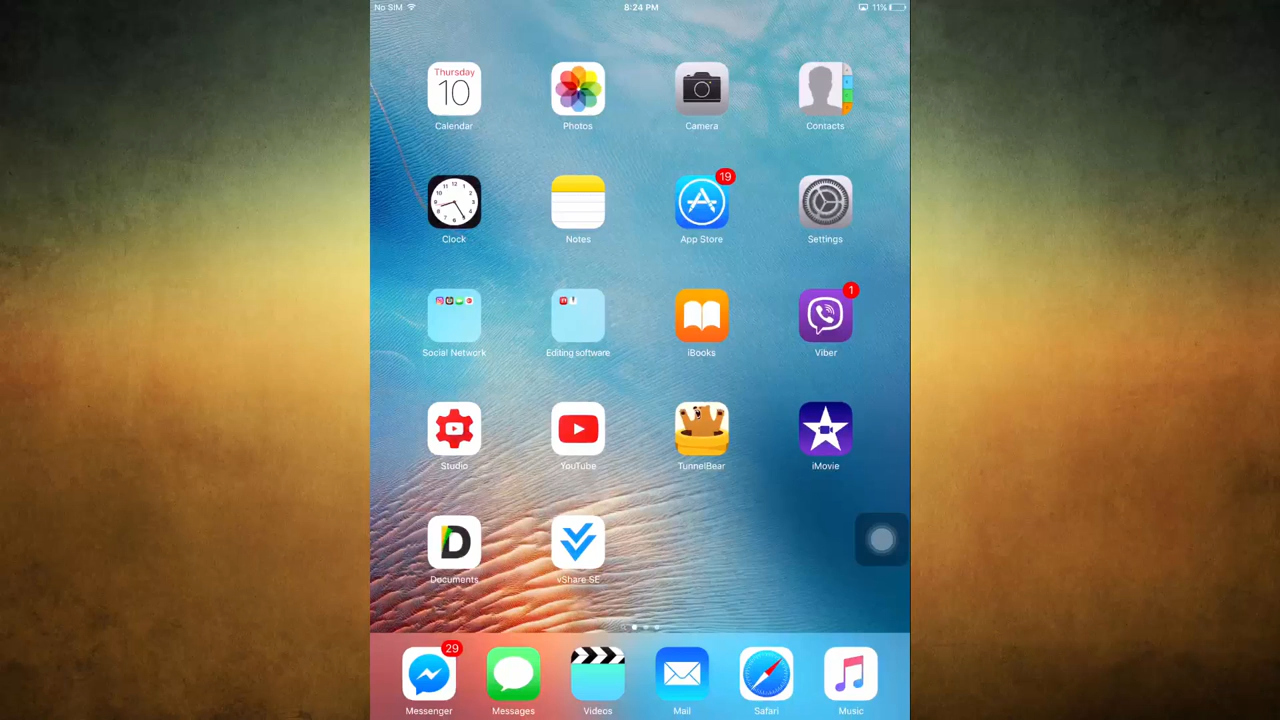 No SIM 8:24 PM 11%
Thursday
10
Calendar Photos Camera Contacts
19
Clock Notes App Store Settings
1
Social Network Editing software iBooks Viber
Studio YouTube TunnelBear iMovie
D
Documents vShare SE
29
Messenger Messages Videos Mail Safari Music